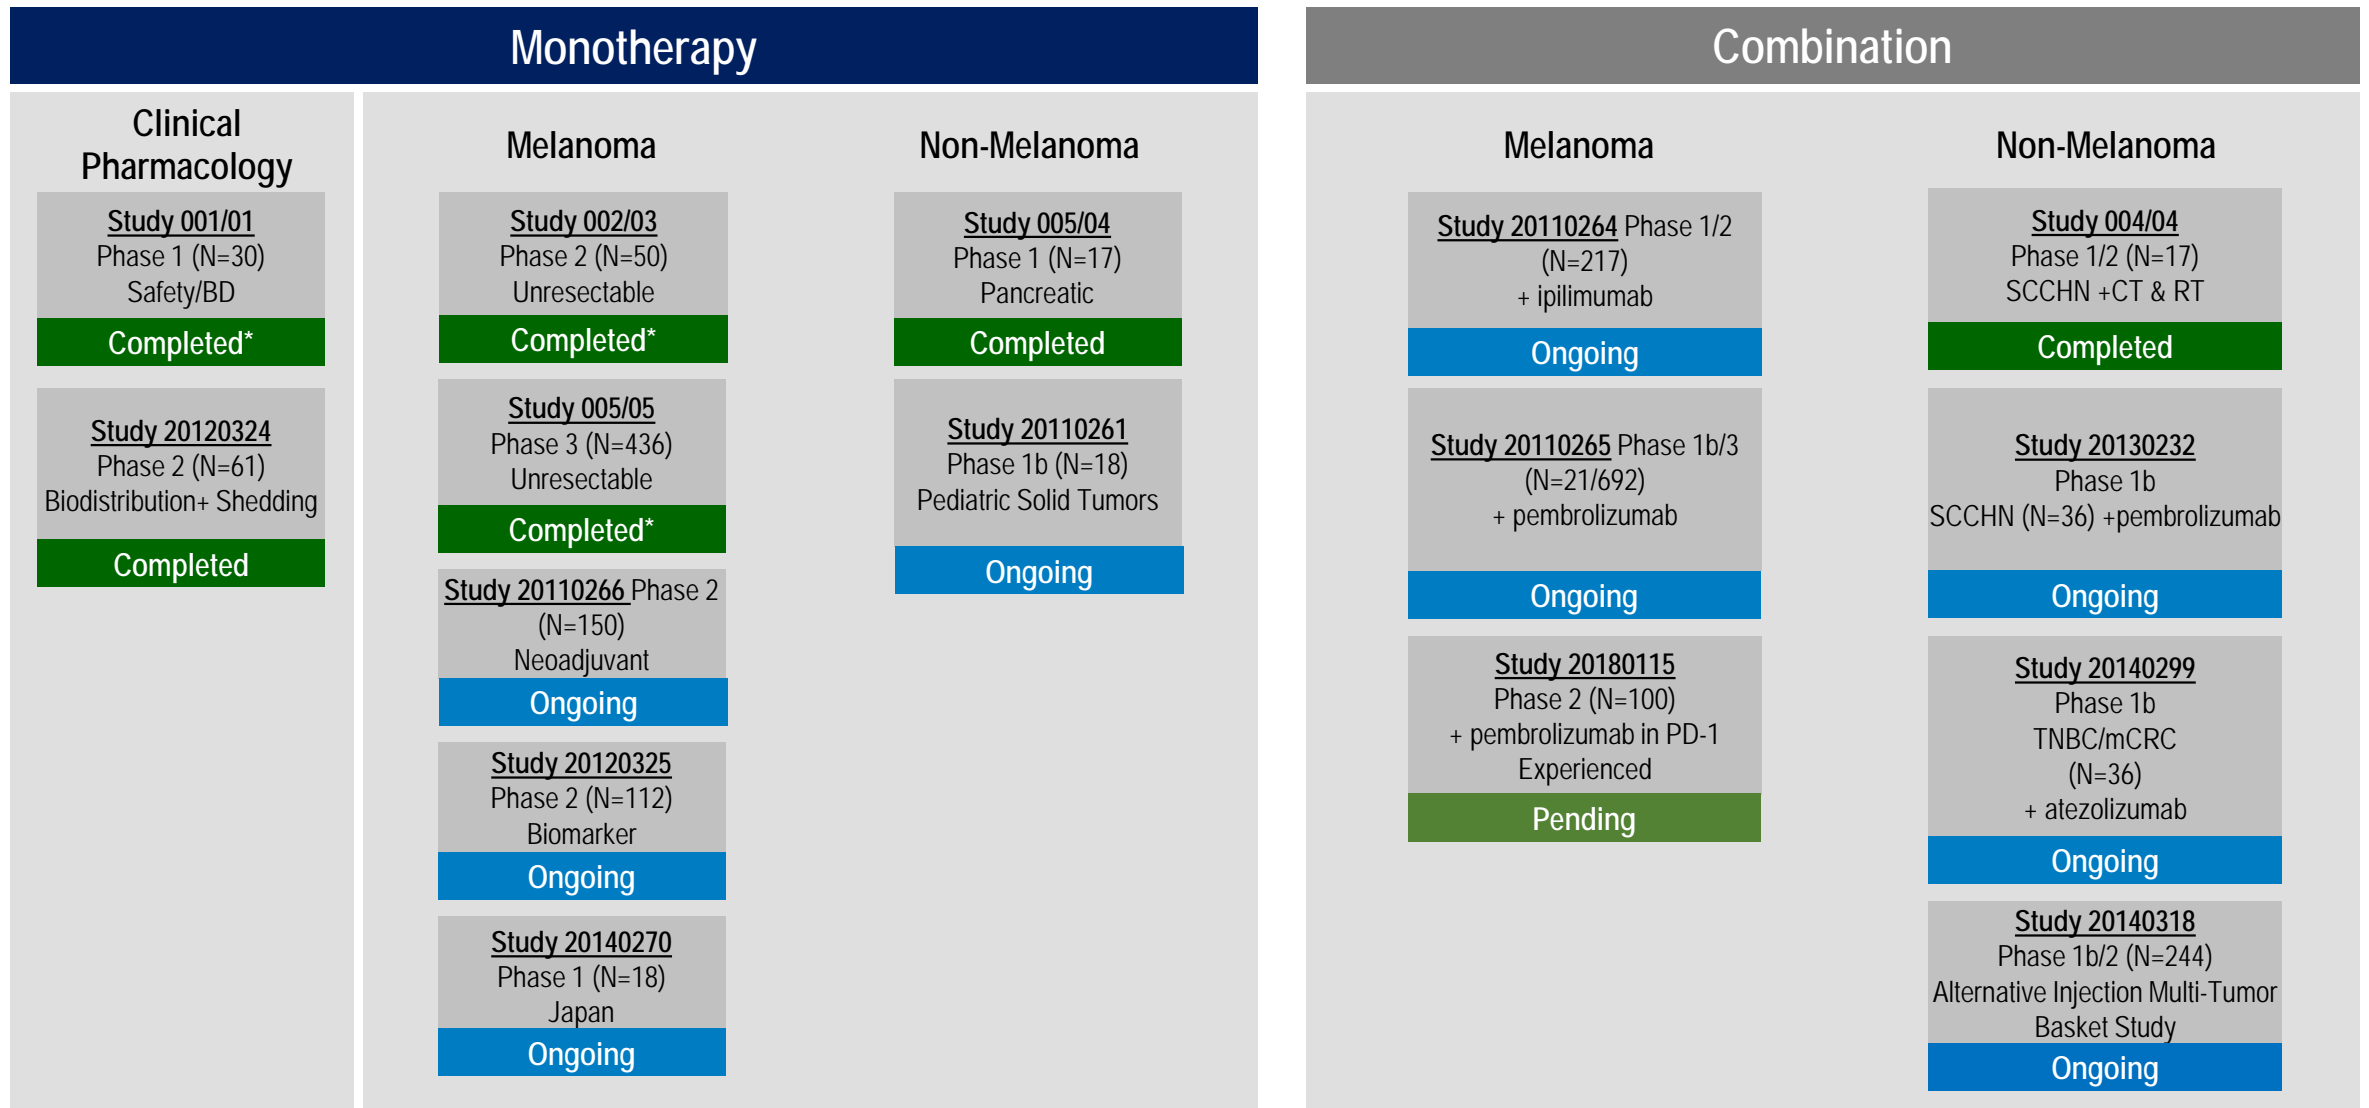 Monotherapy
Clinical
Pharmacology
Study 001/01
Phase 1 (N=30)
Safety/BD
Completed*
Study 20120324
Phase 2 (N=61)
Biodistribution+ Shedding
Completed
Melanoma
Study 002/03
Phase 2 (N=50)
Unresectable
Completed*
Study 005/05
Phase 3 (N=436)
Unresectable
Completed*
Study 20110266 Phase 2
(N=150)
Neoadjuvant
Ongoing
Study 20120325
Phase 2 (N=112)
Biomarker
Ongoing
Study 20140270
Phase 1 (N=18)
Japan
Ongoing
Non-Melanoma
Study 005/04
Phase 1 (N=17)
Pancreatic
Completed
Study 20110261
Phase 1b (N=18)
Pediatric Solid Tumors
Ongoing
Combination
Melanoma
Study 20110264 Phase 1/2
(N=217)
+ ipilimumab
Ongoing
Study 20110265 Phase 1b/3
(N=21/692)
+ pembrolizumab
Ongoing
Study 20180115
Phase 2 (N=100)
+ pembrolizumab in PD-1
Experienced
Pending
Non-Melanoma
Study 004/04
Phase 1/2 (N=17)
SCCHN +CT & RT
Completed
Study 20130232
Phase 1b
SCCHN (N=36) +pembrolizumab
Ongoing
Study 20140299
Phase 1b
TNBC/mCRC
(N=36)
+ atezolizumab
Ongoing
Study 20140318
Phase 1b/2 (N=244)
Alternative Injection Multi-Tumor
Basket Study
Ongoing